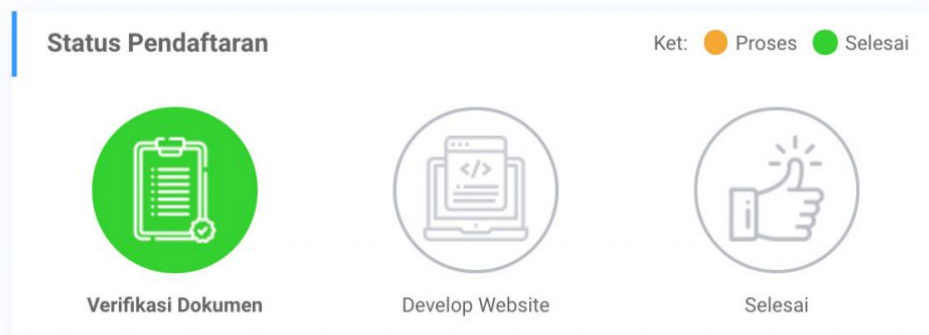 Status Pendaftaran
Ket: Proses Selesai
</>
Verifikasi Dokumen
Develop Website
Selesai